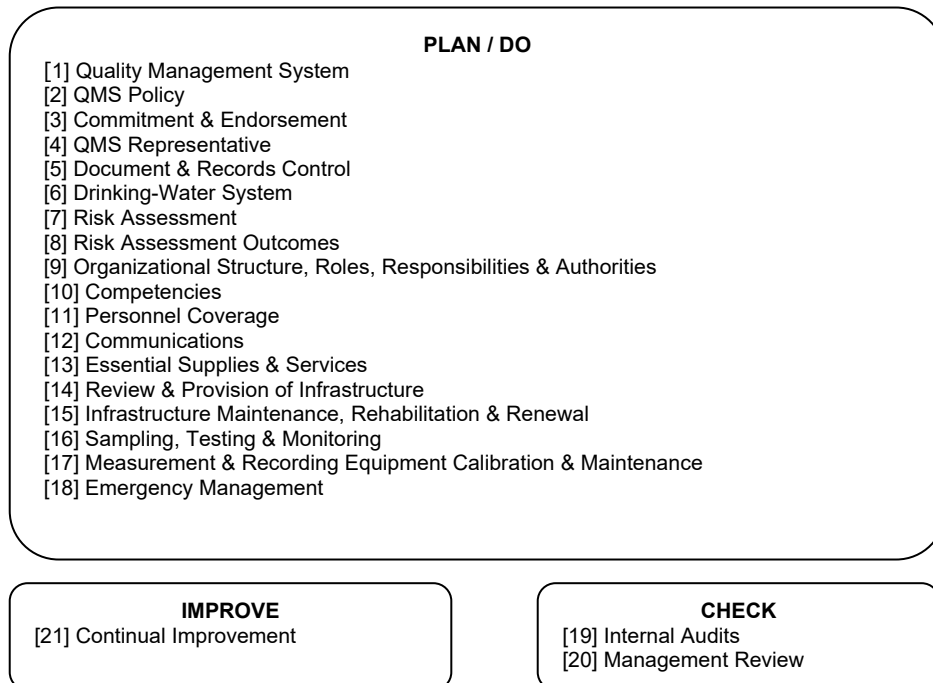 PLAN / DO
[1] Quality Management System
[2] QMS Policy
[3] Commitment & Endorsement
[4] QMS Representative
[5] Document & Records Control
[6] Drinking-Water System
[7] Risk Assessment
[8] Risk Assessment Outcomes
[9] Organizational Structure, Roles, Responsibilities & Authorities
[10] Competencies
[11] Personnel Coverage
[12] Communications
[13] Essential Supplies & Services
[14] Review & Provision of Infrastructure
[15] Infrastructure Maintenance, Rehabilitation & Renewal
[16] Sampling, Testing & Monitoring
[17] Measurement & Recording Equipment Calibration & Maintenance
[18] Emergency Management
IMPROVE
[21] Continual Improvement
CHECK
[19] Internal Audits
[20] Management Review